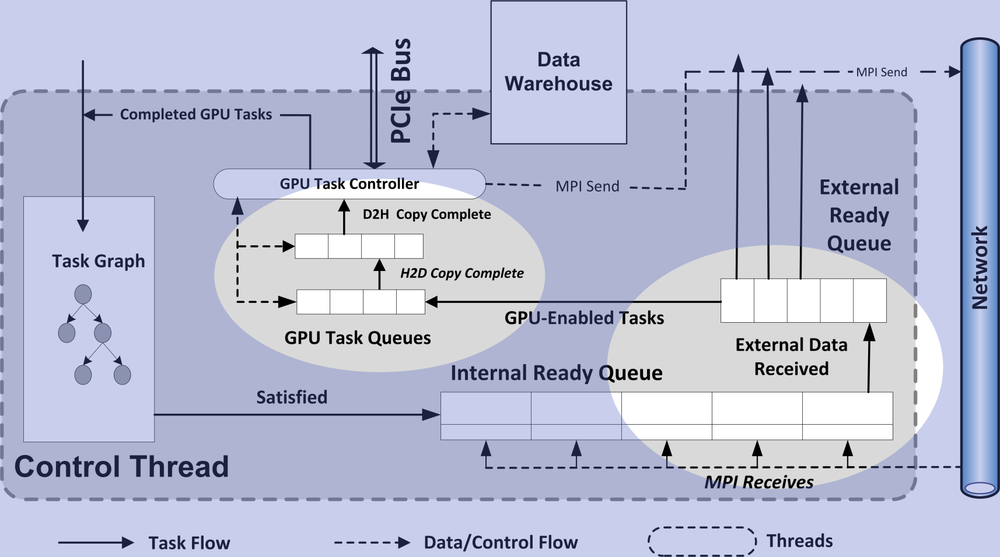 PCIe Bus
Data
Warehouse
MPI Send
Completed GPU Tasks
GPU Task Controller
MPI Send
External
Ready
Queue
D2H  Copy Complete
Task Graph
H2D Copy Complete
Network
GPU-Enabled Tasks
GPU Task Queues
External Data
Received
Internal Ready Queue
Satisfied
Control Thread
MPI Receives
Task Flow
Data/Control Flow
Threads